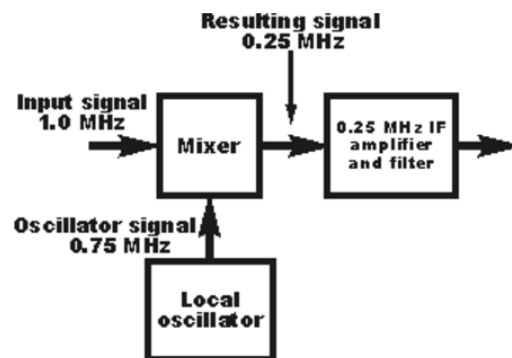 Resulting signal
0.25 MHz
Input signal
1.0 MHz
Mixer
0.25 MHz IF
amplifier
and filter
Oscillator signal
0.75 MHz
Local
oscillator